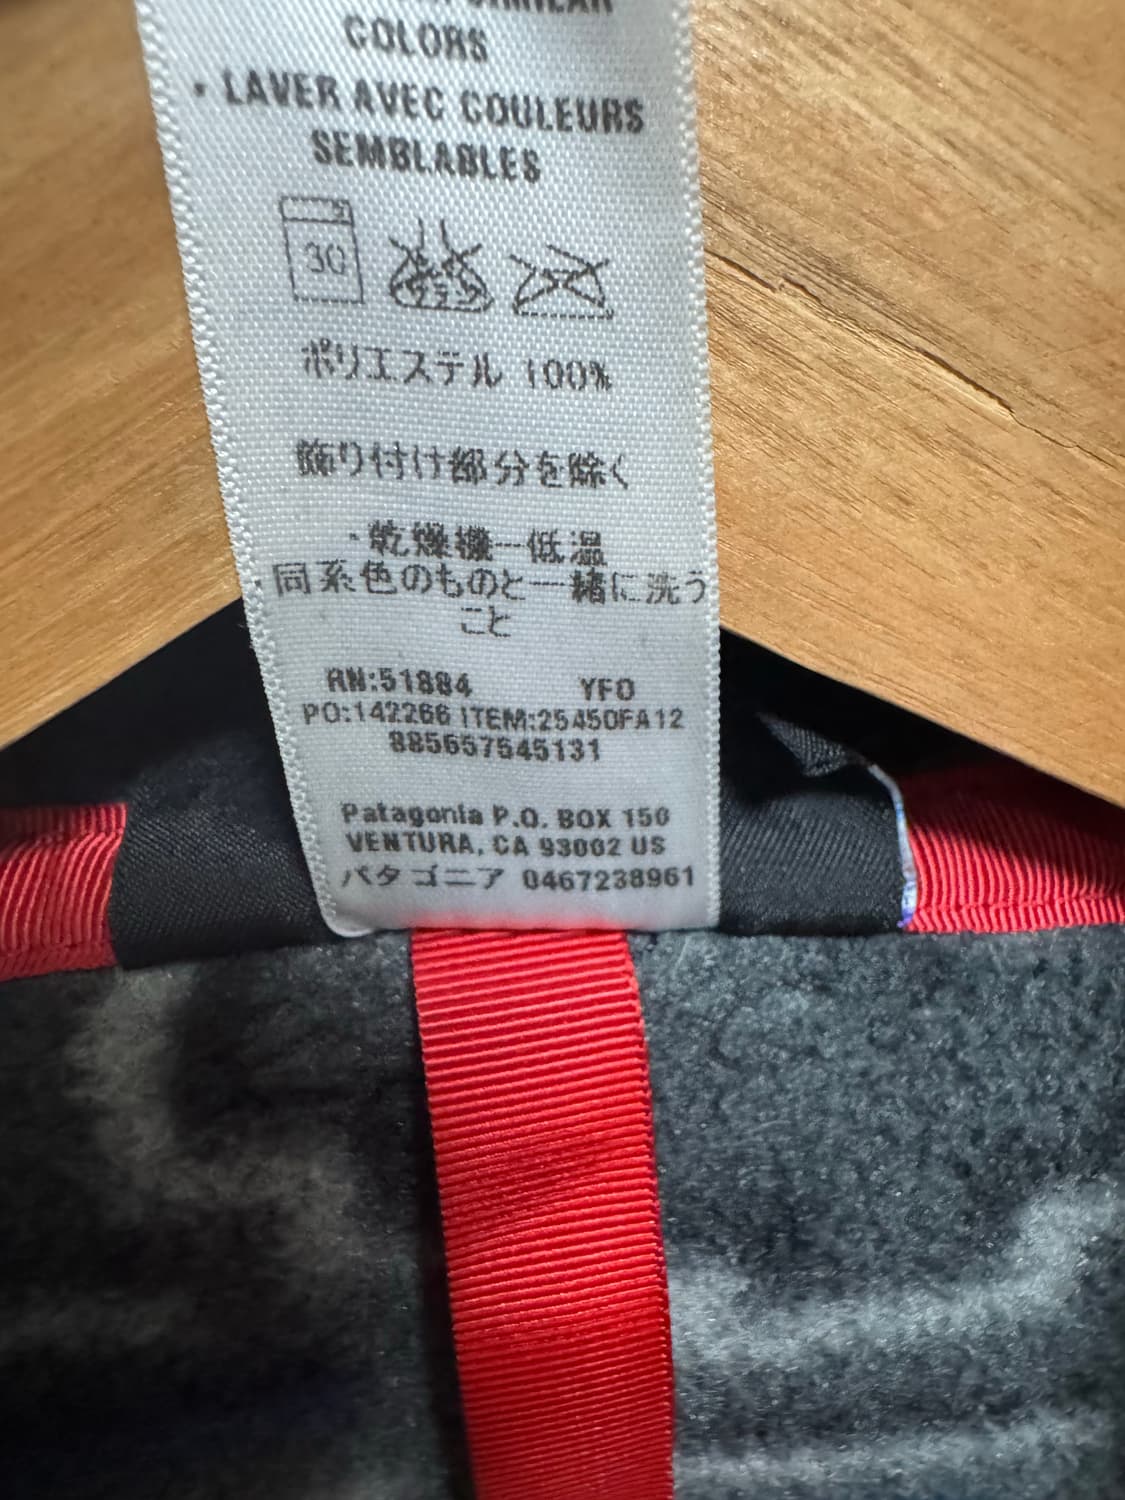 SIMILAR
COLORS
• LAVER AVEC COULEURS
SEMBLABLES
30
ポリエステル 100%
飾り付け部分を除く
・乾燥機ー低温
・同系色のものと一緒に洗う
こと
RN:51884 YFO
PO:142266 ITEM:25450FA12
885657545131
Patagonia P.O. BOX 150
VENTURA, CA 93002 US
パタゴニア 0467238961